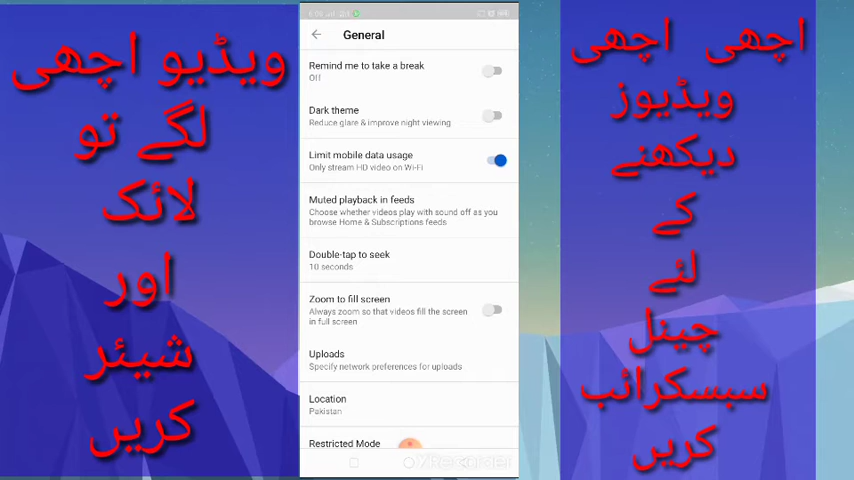 ویڈیو اچھی
لگے تو
لائک
اور
شیئر
کریں
General
Remind me to take a break
Off
Dark theme
Reduce glare & improve night viewing
Limit mobile data usage
Only stream HD video on Wi-Fi
Muted playback in feeds
Choose whether videos play with sound off as you
browse Home & Subscriptions feeds
Double-tap to seek
10 seconds
Zoom to fill screen
Always zoom so that videos fill the screen
in full screen
Uploads
Specify network preferences for uploads
Location
Pakistan
Restricted Mode
اچھی اچھی
ویڈیوز
دیکھنے
کے
لئے
چینل
سبسکرائب
کریں